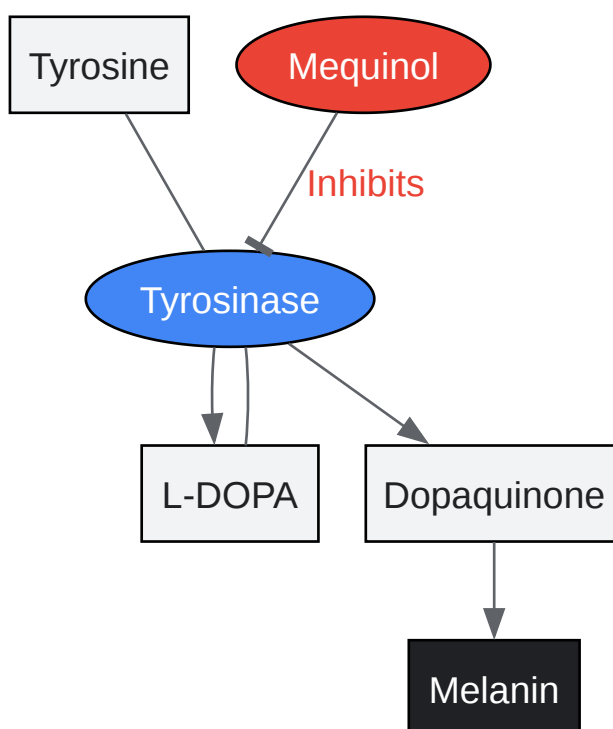 Tyrosine
Mequinol
Inhibits
Tyrosinase
L-DOPA
Dopaquinone
Melanin